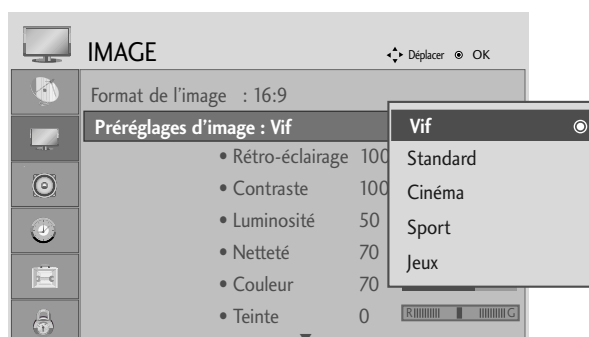 IMAGE
Déplacer OK
Format de l'image : 16:9
Préréglages d'image : Vif
• Rétro-éclairage 100
• Contraste 100
• Luminosité 50
• Netteté 70
• Couleur 70
• Teinte 0
R G
Vif
Standard
Cinéma
Sport
Jeux